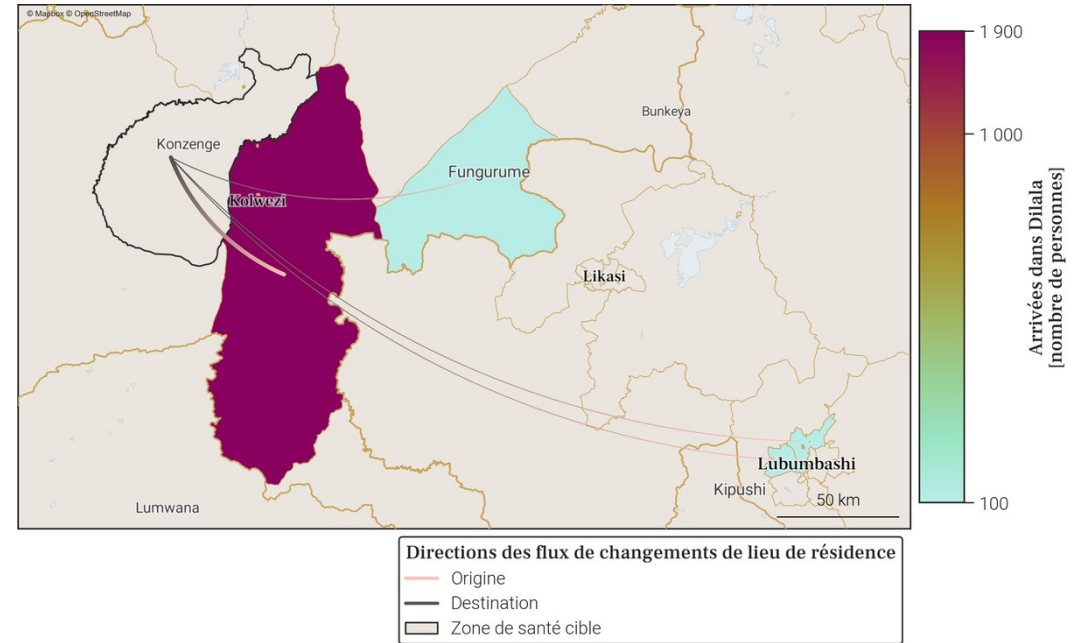 © Mapbox © OpenStreetMap
Konzenge
Kolwezi
Fungurume
Bunkeya
Likasi
Lubumbashi
Kipushi
50 km
Lumwana
1 900
1 000
100
Arrivées dans Dilala
[nombre de personnes]
Directions des flux de changements de lieu de résidence
Origine
Destination
Zone de santé cible